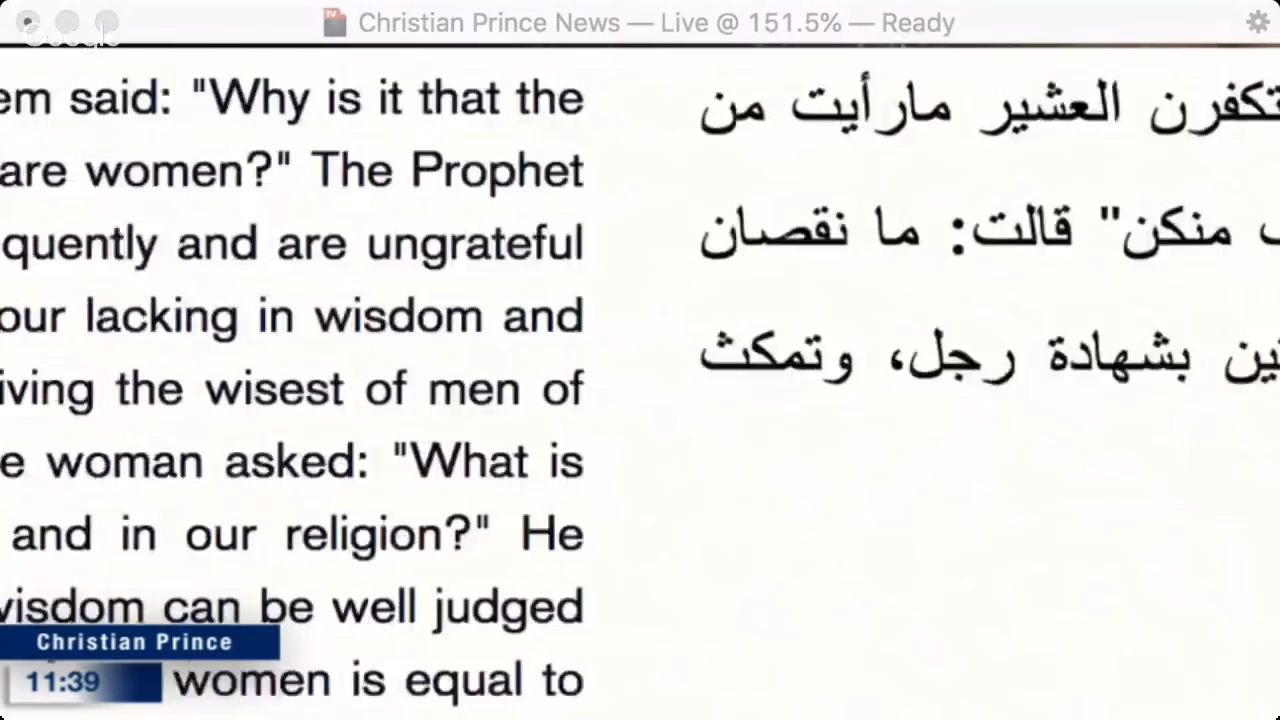 Google
Christian Prince News — Live @ 151.5% — Ready
em said: "Why is it that the
are women?" The Prophet
quently and are ungrateful
our lacking in wisdom and
iving the wisest of men of
e woman asked: "What is
and in our religion?" He
wisdom can be well judged
women is equal to
تكفرن العشير مارأيت من
منكن" قالت: ما نقصان
ين بشهادة رجل، وتمكث
Christian Prince
11:39